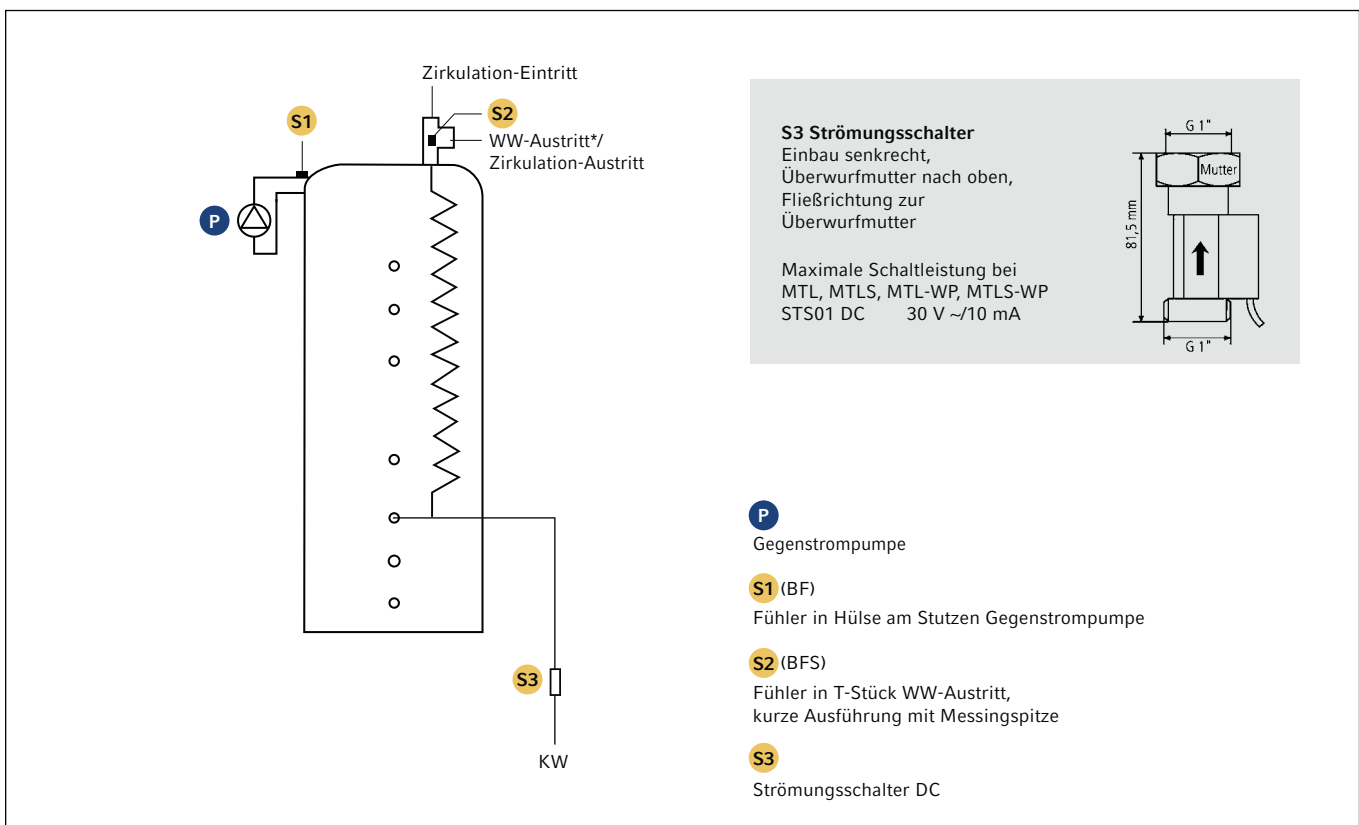 Zirkulation-Eintritt
S1
S2
WW-Austritt*/
Zirkulation-Austritt
P
S3
KW
S3 Strömungsschalter
Einbau senkrecht,
Überwurfmutter nach oben,
Fließrichtung zur
Überwurfmutter
Maximale Schaltleistung bei
MTL, MTLS, MTL-WP, MTLS-WP
STS01 DC 30 V ~/10 mA
G 1"
Mutter
81,5 mm
G 1"
P
Gegenstrompumpe
S1 (BF)
Fühler in Hülse am Stutzen Gegenstrompumpe
S2 (BFS)
Fühler in T-Stück WW-Austritt,
kurze Ausführung mit Messingspitze
S3
Strömungsschalter DC